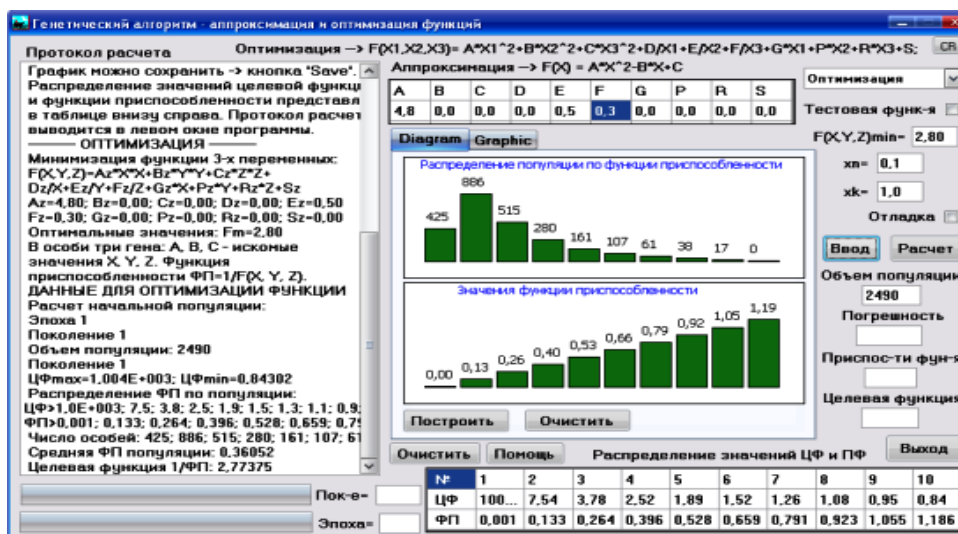 Генетический алгоритм - аппроксимация и оптимизация функций
Протокол расчета
Оптимизация —> F(X1,X2,X3)= A*X1^2+B*X2^2+C*X3^2+D/X1+E/X2+F/X3+G*X1+P*X2+R*X3+S;
CR
График можно сохранить -> кнопка 'Save'.
Распределение значений целевой функци
и функции приспособленности представл
в таблице внизу справа. Протокол расчет
выводится в левом окне программы.
—— ОПТИМИЗАЦИЯ ——
Минимизация функции 3-х переменных:
F(X,Y,Z)=Az*X*X+Bz*Y*Y+Cz*Z*Z+
Dz/X+Ez/Y+Fz/Z+Gz*X+Pz*Y+Rz*Z+Sz
Az=4,80; Bz=0,00; Cz=0,00; Dz=0,00; Ez=0,50
Fz=0,30; Gz=0,00; Pz=0,00; Rz=0,00; Sz=0,00
Оптимальные значения: Fm=2,80
В особи три гена: A, B, C - искомые
значения X, Y, Z. Функция
приспособленности ФП=1/F(X, Y, Z).
ДАННЫЕ ДЛЯ ОПТИМИЗАЦИИ ФУНКЦИИ
Расчет начальной популяции:
Эпоха 1
Поколение 1
Объем популяции: 2490
Поколение 1
ЦФmax=1,004E+003; ЦФmin=0,84302
Распределение ФП по популяции:
ЦФ>1,0E+003; 7,5; 3,8; 2,5; 1,9; 1,5; 1,3; 1,1; 0,9;
ФП>0,001; 0,133; 0,264; 0,396; 0,528; 0,659; 0,79
Число особей: 425; 886; 515; 280; 161; 107; 61
Средняя ФП популяции: 0,36052
Целевая функция 1/ФП: 2,77375
Аппроксимация —> F(X) = A*X^2-B*X+C
A B C D E F G P R S
4,8 0,0 0,0 0,0 0,5 0,3 0,0 0,0 0,0 0,0
Diagram Graphic
Распределение популяции по функции приспособленности
425 886 515 280 161 107 61 38 17 0
Значения функции приспособленности
0,00 0,13 0,26 0,40 0,53 0,66 0,79 0,92 1,05 1,19
Построить Очистить
Оптимизация
Тестовая функ-я
F(X,Y,Z)min= 2,80
xn= 0,1
xk= 1,0
Отладка
Ввод Расчет
Объем популяции
2490
Погрешность
Приспос-ти фун-я
Целевая функция
Выход
Очистить Помощь Распределение значений ЦФ и ПФ
№ 1 2 3 4 5 6 7 8 9 10
ЦФ 100... 7,54 3,78 2,52 1,89 1,52 1,26 1,08 0,95 0,84
ФП 0,001 0,133 0,264 0,396 0,528 0,659 0,791 0,923 1,055 1,186
Пок-е=
Эпоха=